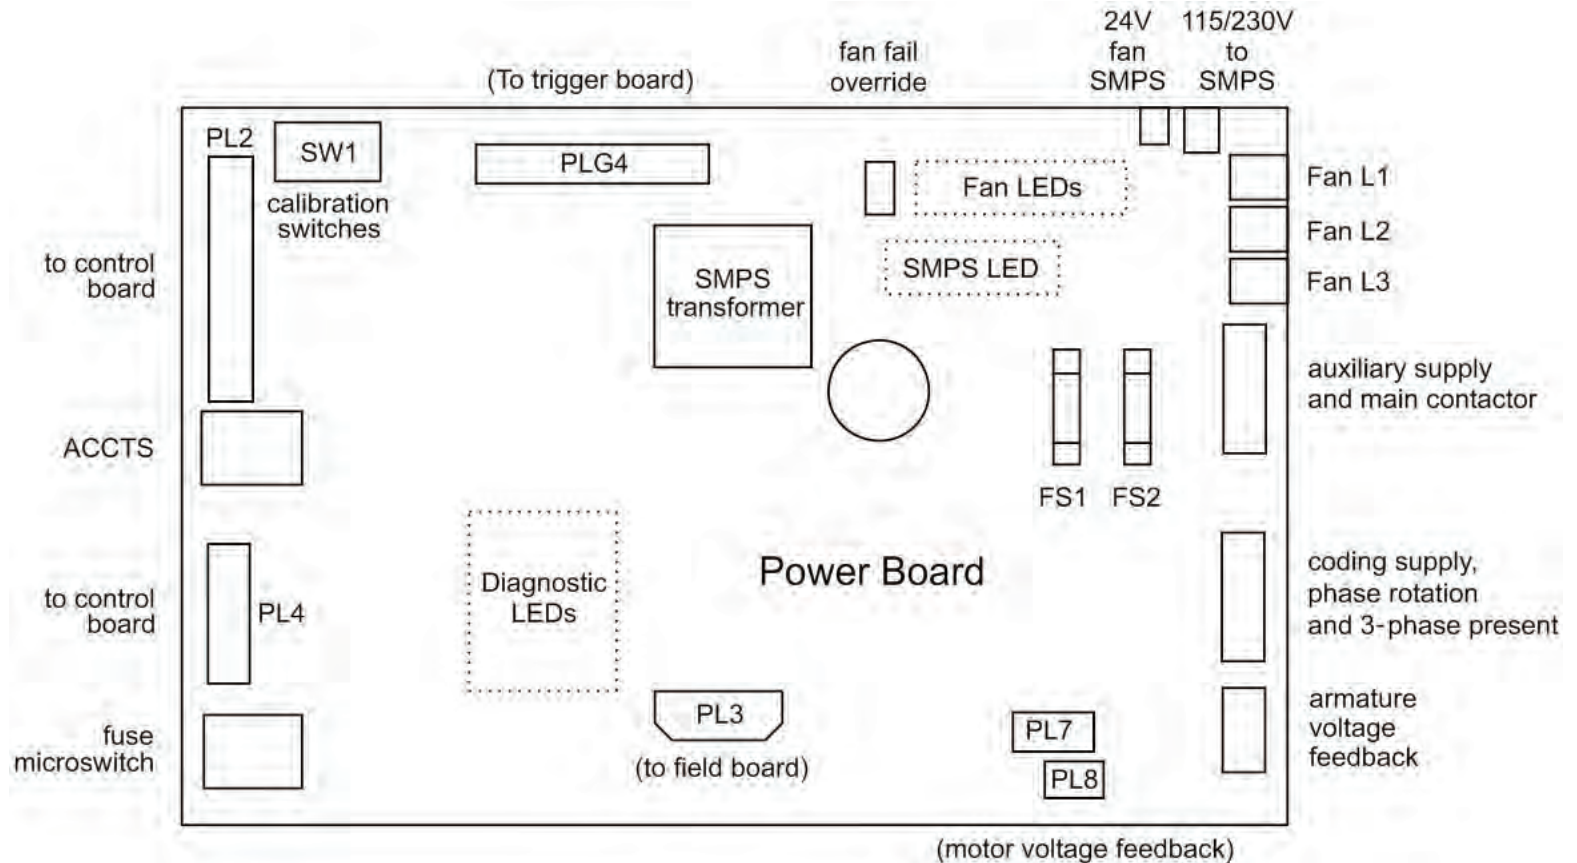 24V
fan
SMPS
115/230V
to
SMPS
fan fail
override
(To trigger board)
PL2
SW1
calibration
switches
PLG4
Fan LEDs
Fan L1
Fan L2
Fan L3
SMPS LED
SMPS
transformer
to control
board
auxiliary supply
and main contactor
ACCTS
FS1
FS2
Diagnostic
LEDs
Power Board
coding supply,
phase rotation
and 3-phase present
to control
board
PL4
PL3
(to field board)
PL7
PL8
armature
voltage
feedback
fuse
microswitch
(motor voltage feedback)